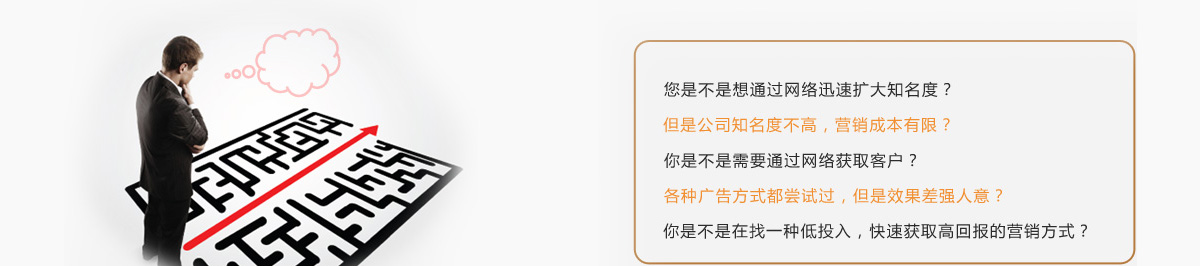 您是不是想通过网络迅速扩大知名度？
但是公司知名度不高，营销成本有限？
你是不是需要通过网络获取客户？
各种广告方式都尝试过，但是效果差强人意？
你是不是在找一种低投入，快速获取高回报的营销方式？